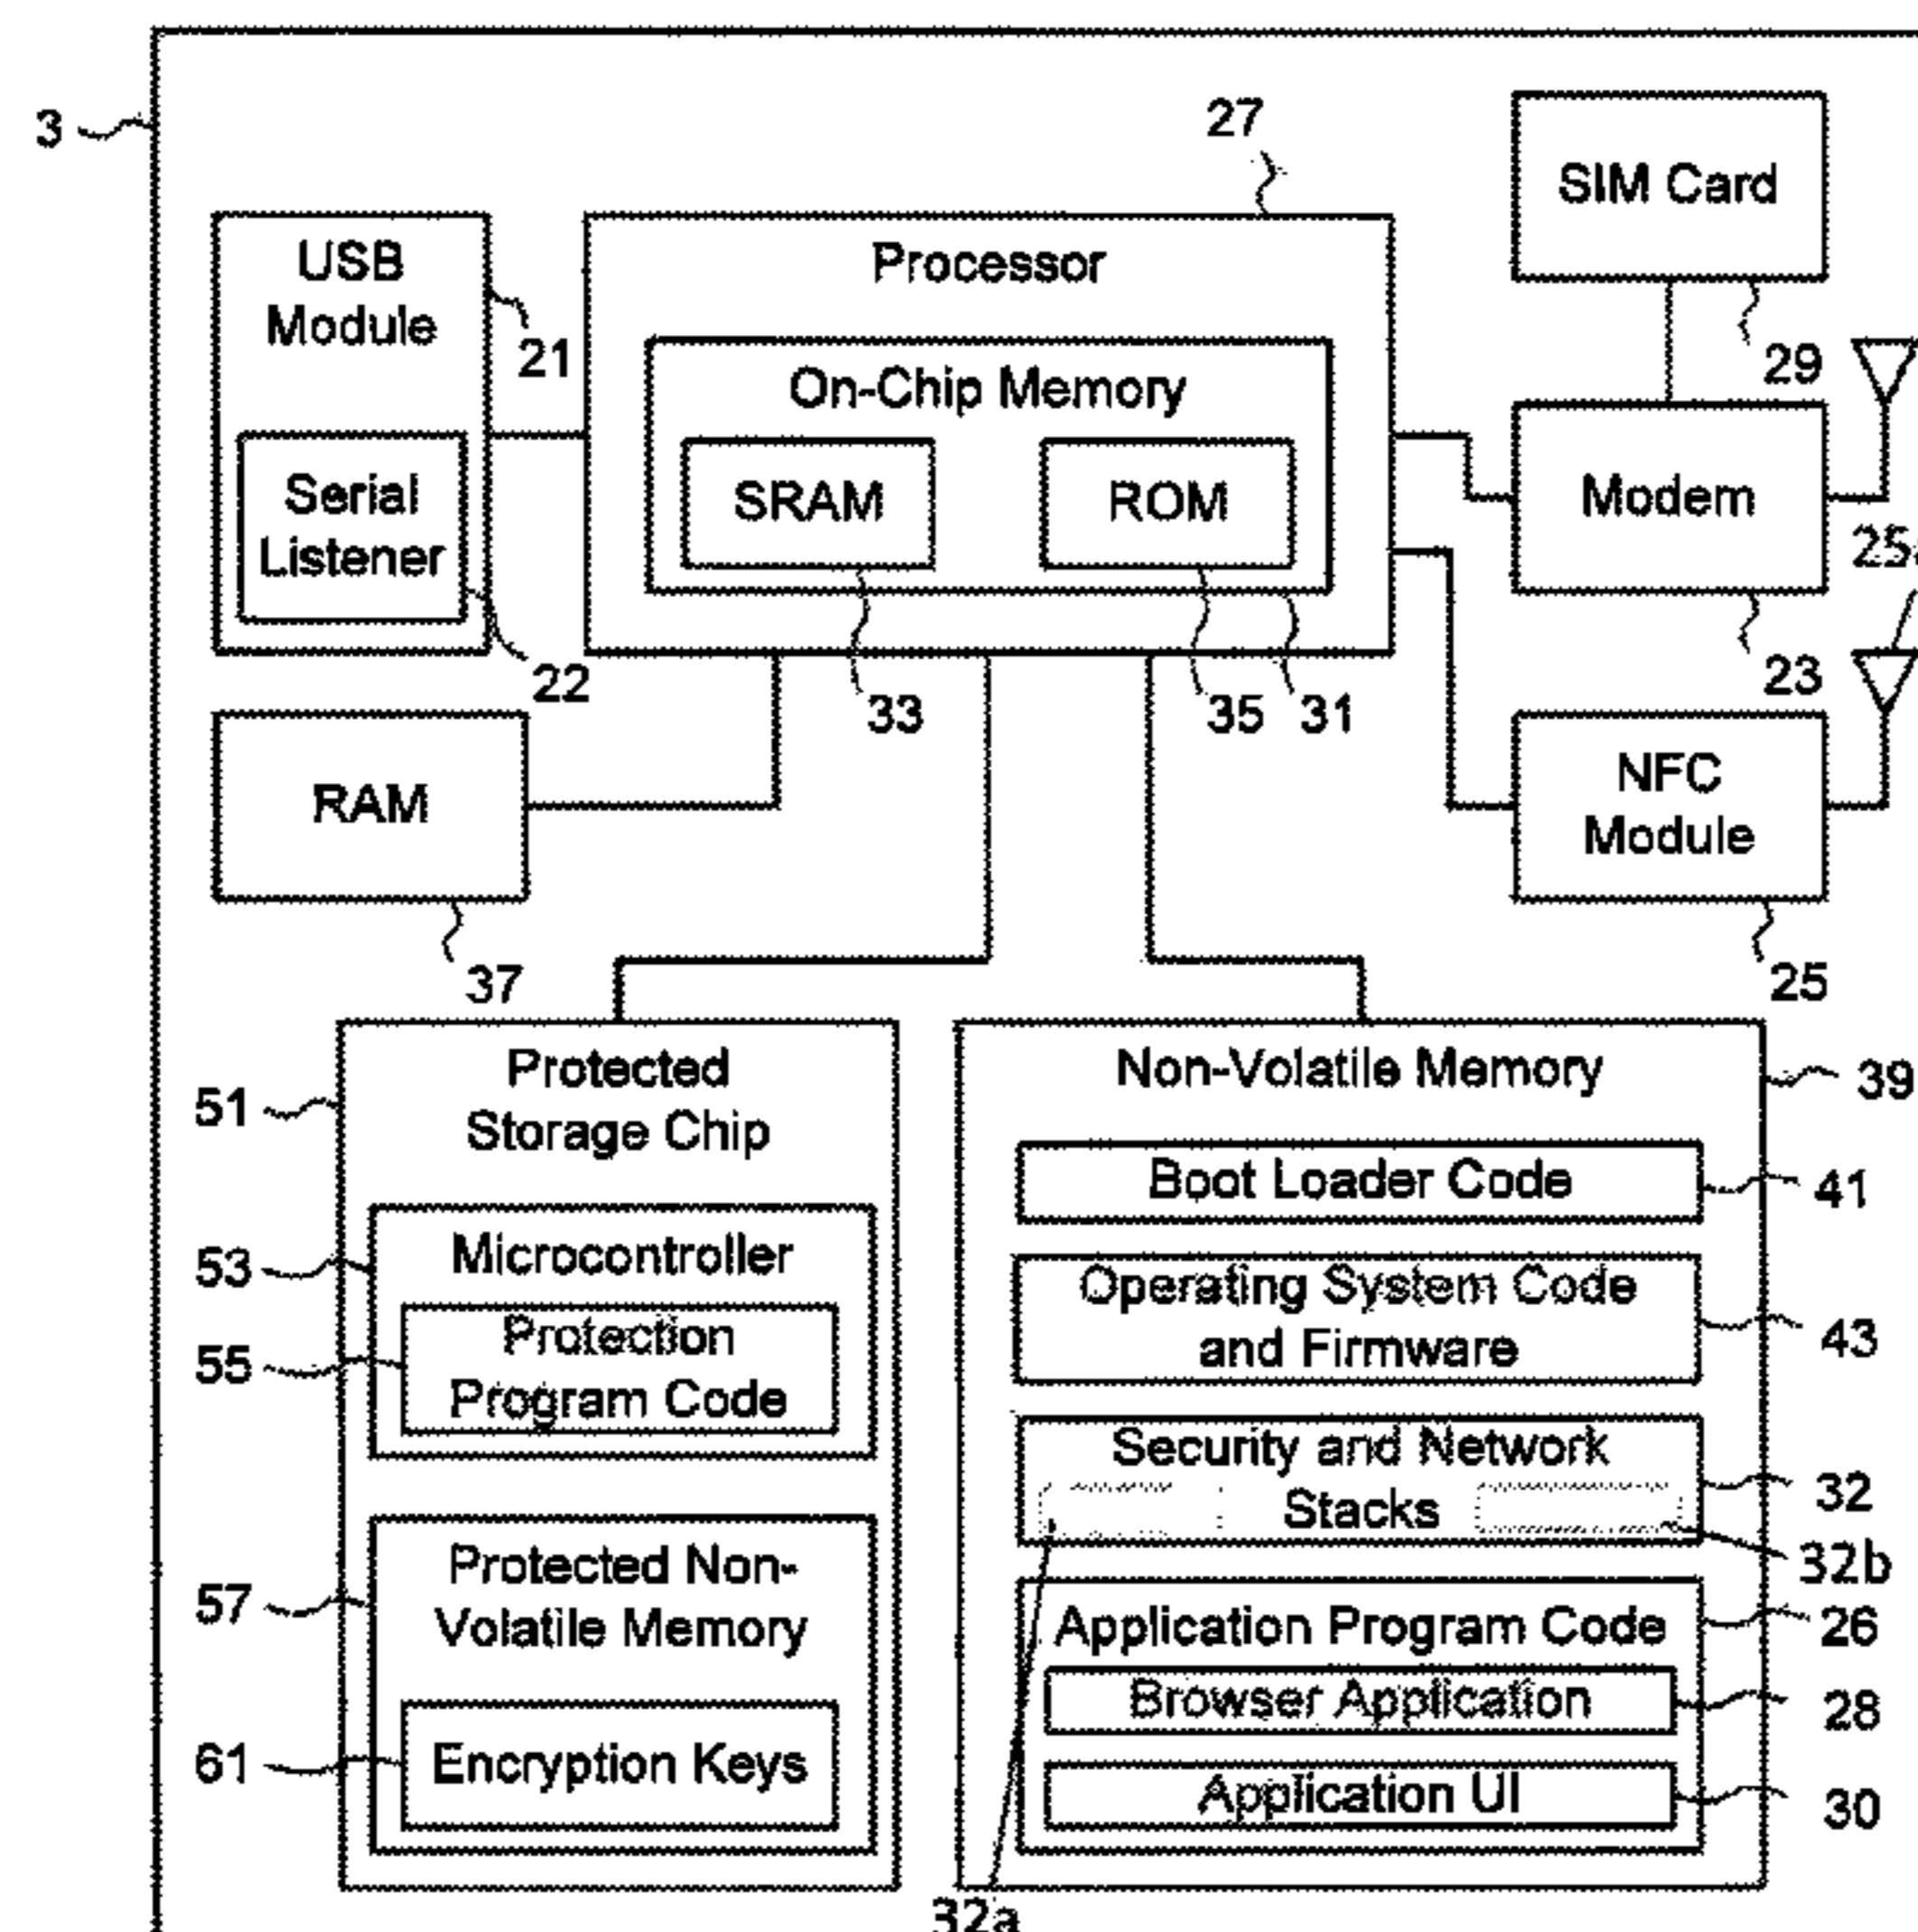 3
27
SIM Card
USB
Module
Processor
21
29
On-Chip Memory
Serial
Listener
SRAM
ROM
Modem
22
33
35
31
23
RAM
NFC
Module
37
25
Protected
Storage Chip
51
Non-Volatile Memory
39
Boot Loader Code
41
53
Microcontroller
Operating System Code
and Firmware
43
55
Protection
Program Code
Security and Network
Stacks
32
32b
57
Protected Non-
Volatile Memory
Application Program Code
26
Browser Application
28
61
Encryption Keys
Application UI
30
32a